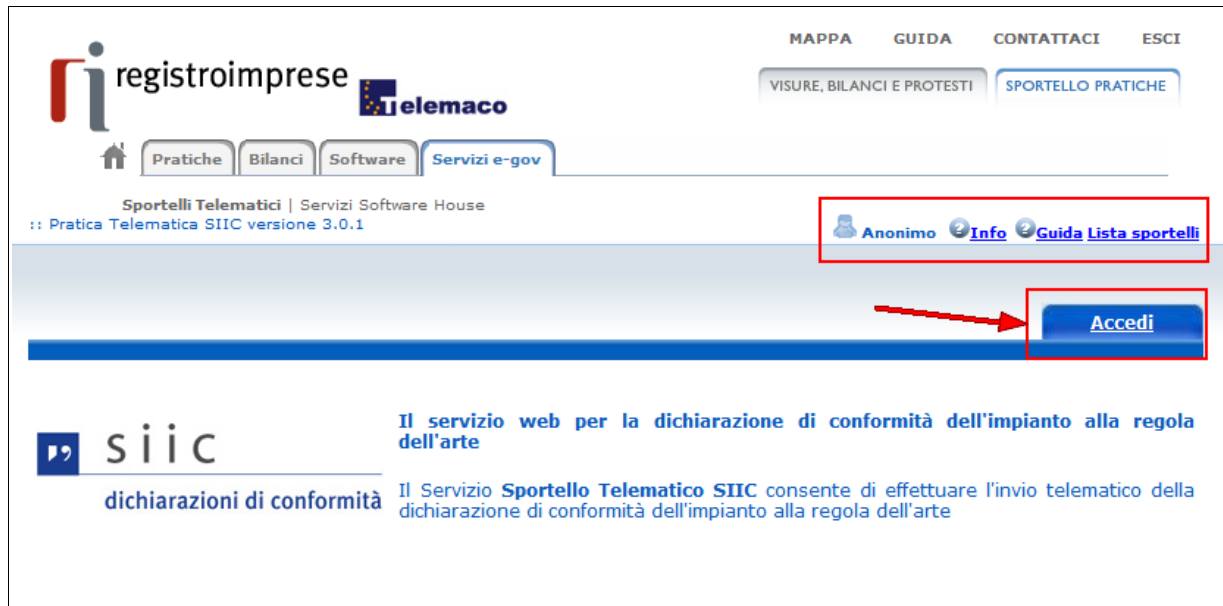 MAPPA GUIDA CONTATTACI ESCI
registroimprese
Telemaco
VISURE, BILANCI E PROTESTI SPORTELLO PRATICHE
Pratiche Bilanci Software Servizi e-gov
Sportelli Telematici | Servizi Software House
:: Pratica Telematica SIIC versione 3.0.1
Anonimo Info Guida Lista sportelli
Accedi
siic
dichiarazioni di conformità
Il servizio web per la dichiarazione di conformità dell'impianto alla regola
dell'arte
Il Servizio Sportello Telematico SIIC consente di effettuare l'invio telematico della
dichiarazione di conformità dell'impianto alla regola dell'arte